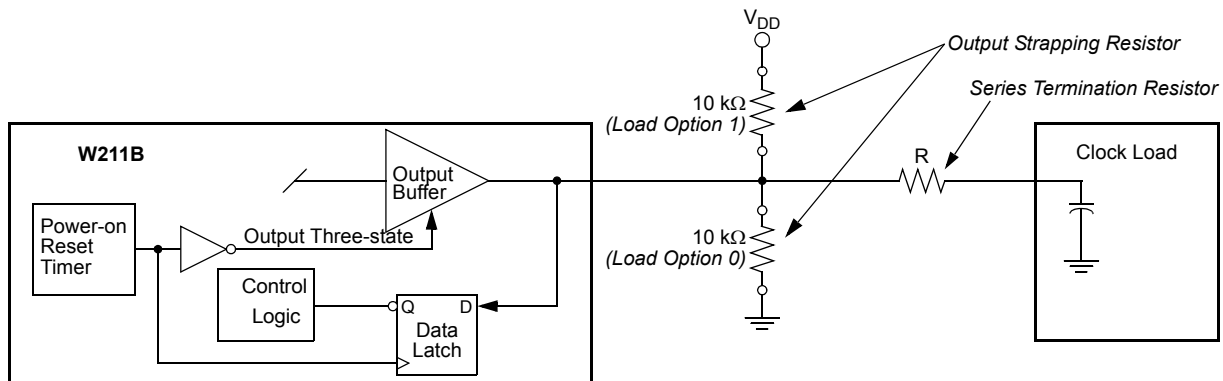 V_DD
Output Strapping Resistor
Series Termination Resistor
10 kΩ
(Load Option 1)
W211B
Output
Buffer
R
Clock Load
Power-on
Reset
Timer
Output Three-state
10 kΩ
(Load Option 0)
Control
Logic
Q
D
Data
Latch